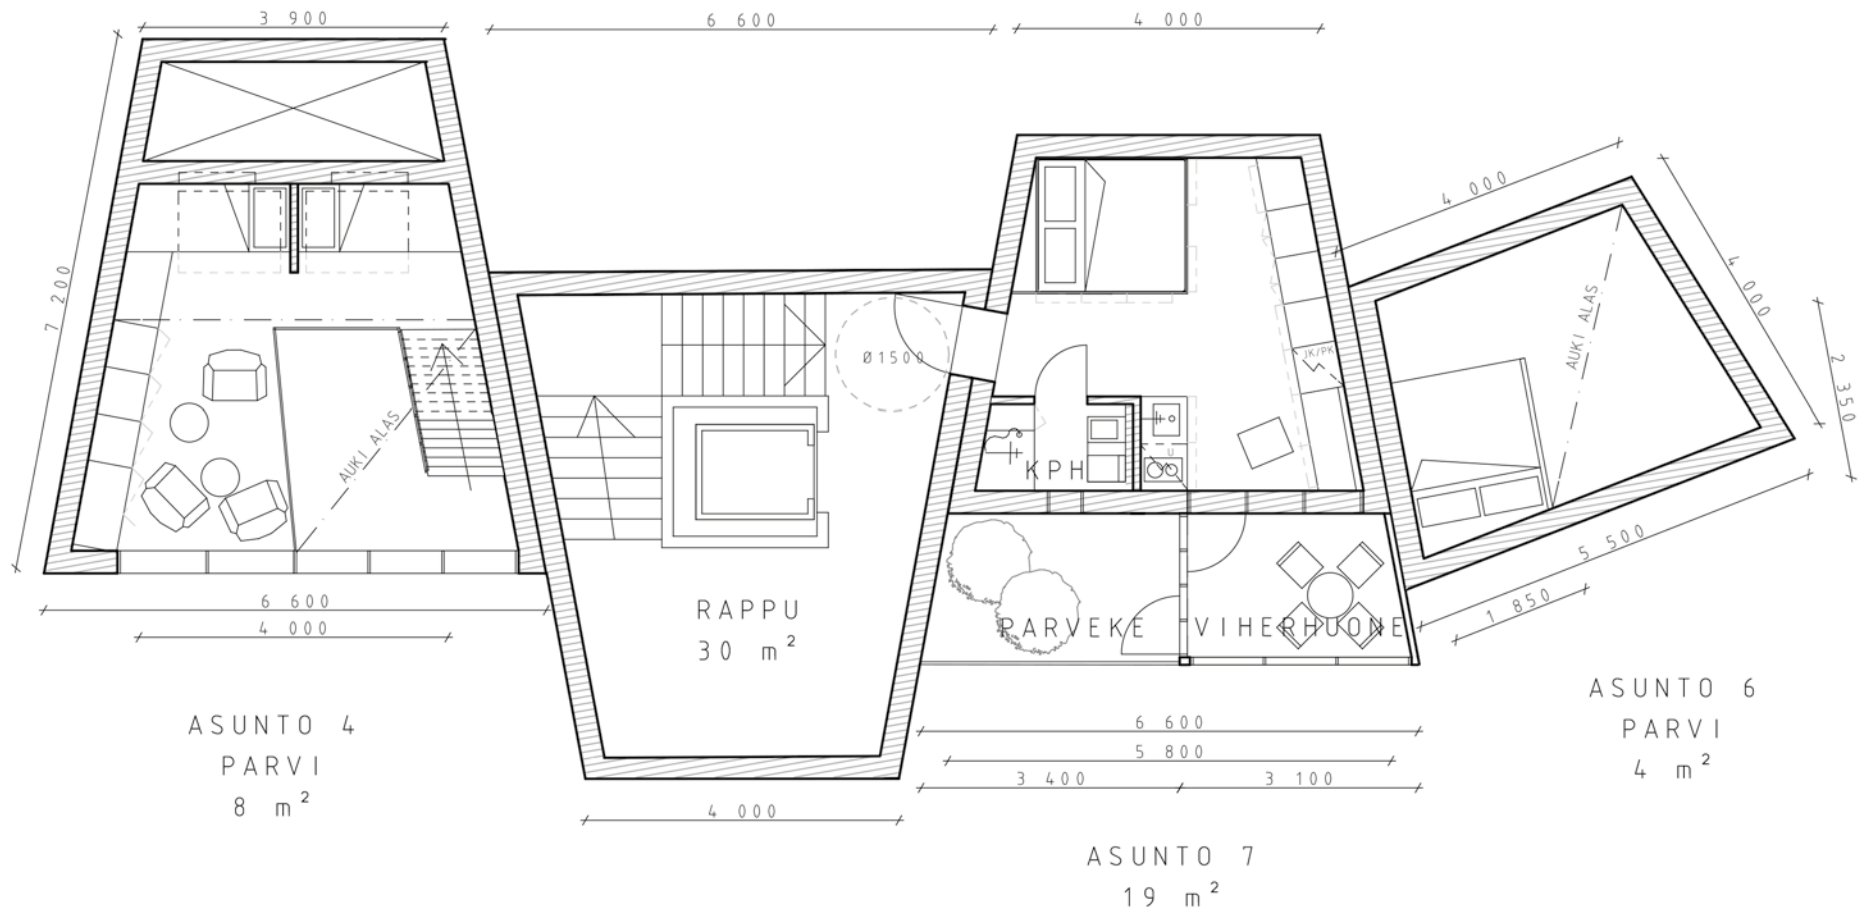 3 900
6 600
4 000
7 200
4 000
4 000
2 350
Ø1500
JK/PK
AUKI ALAS
AUKI ALAS
U
KPH
5 500
1 850
6 600
4 000
RAPPU
30 m²
PARVEKE
VIHERHUONE
ASUNTO 4
PARVI
8 m²
ASUNTO 6
PARVI
4 m²
6 600
5 800
3 400
3 100
4 000
ASUNTO 7
19 m²